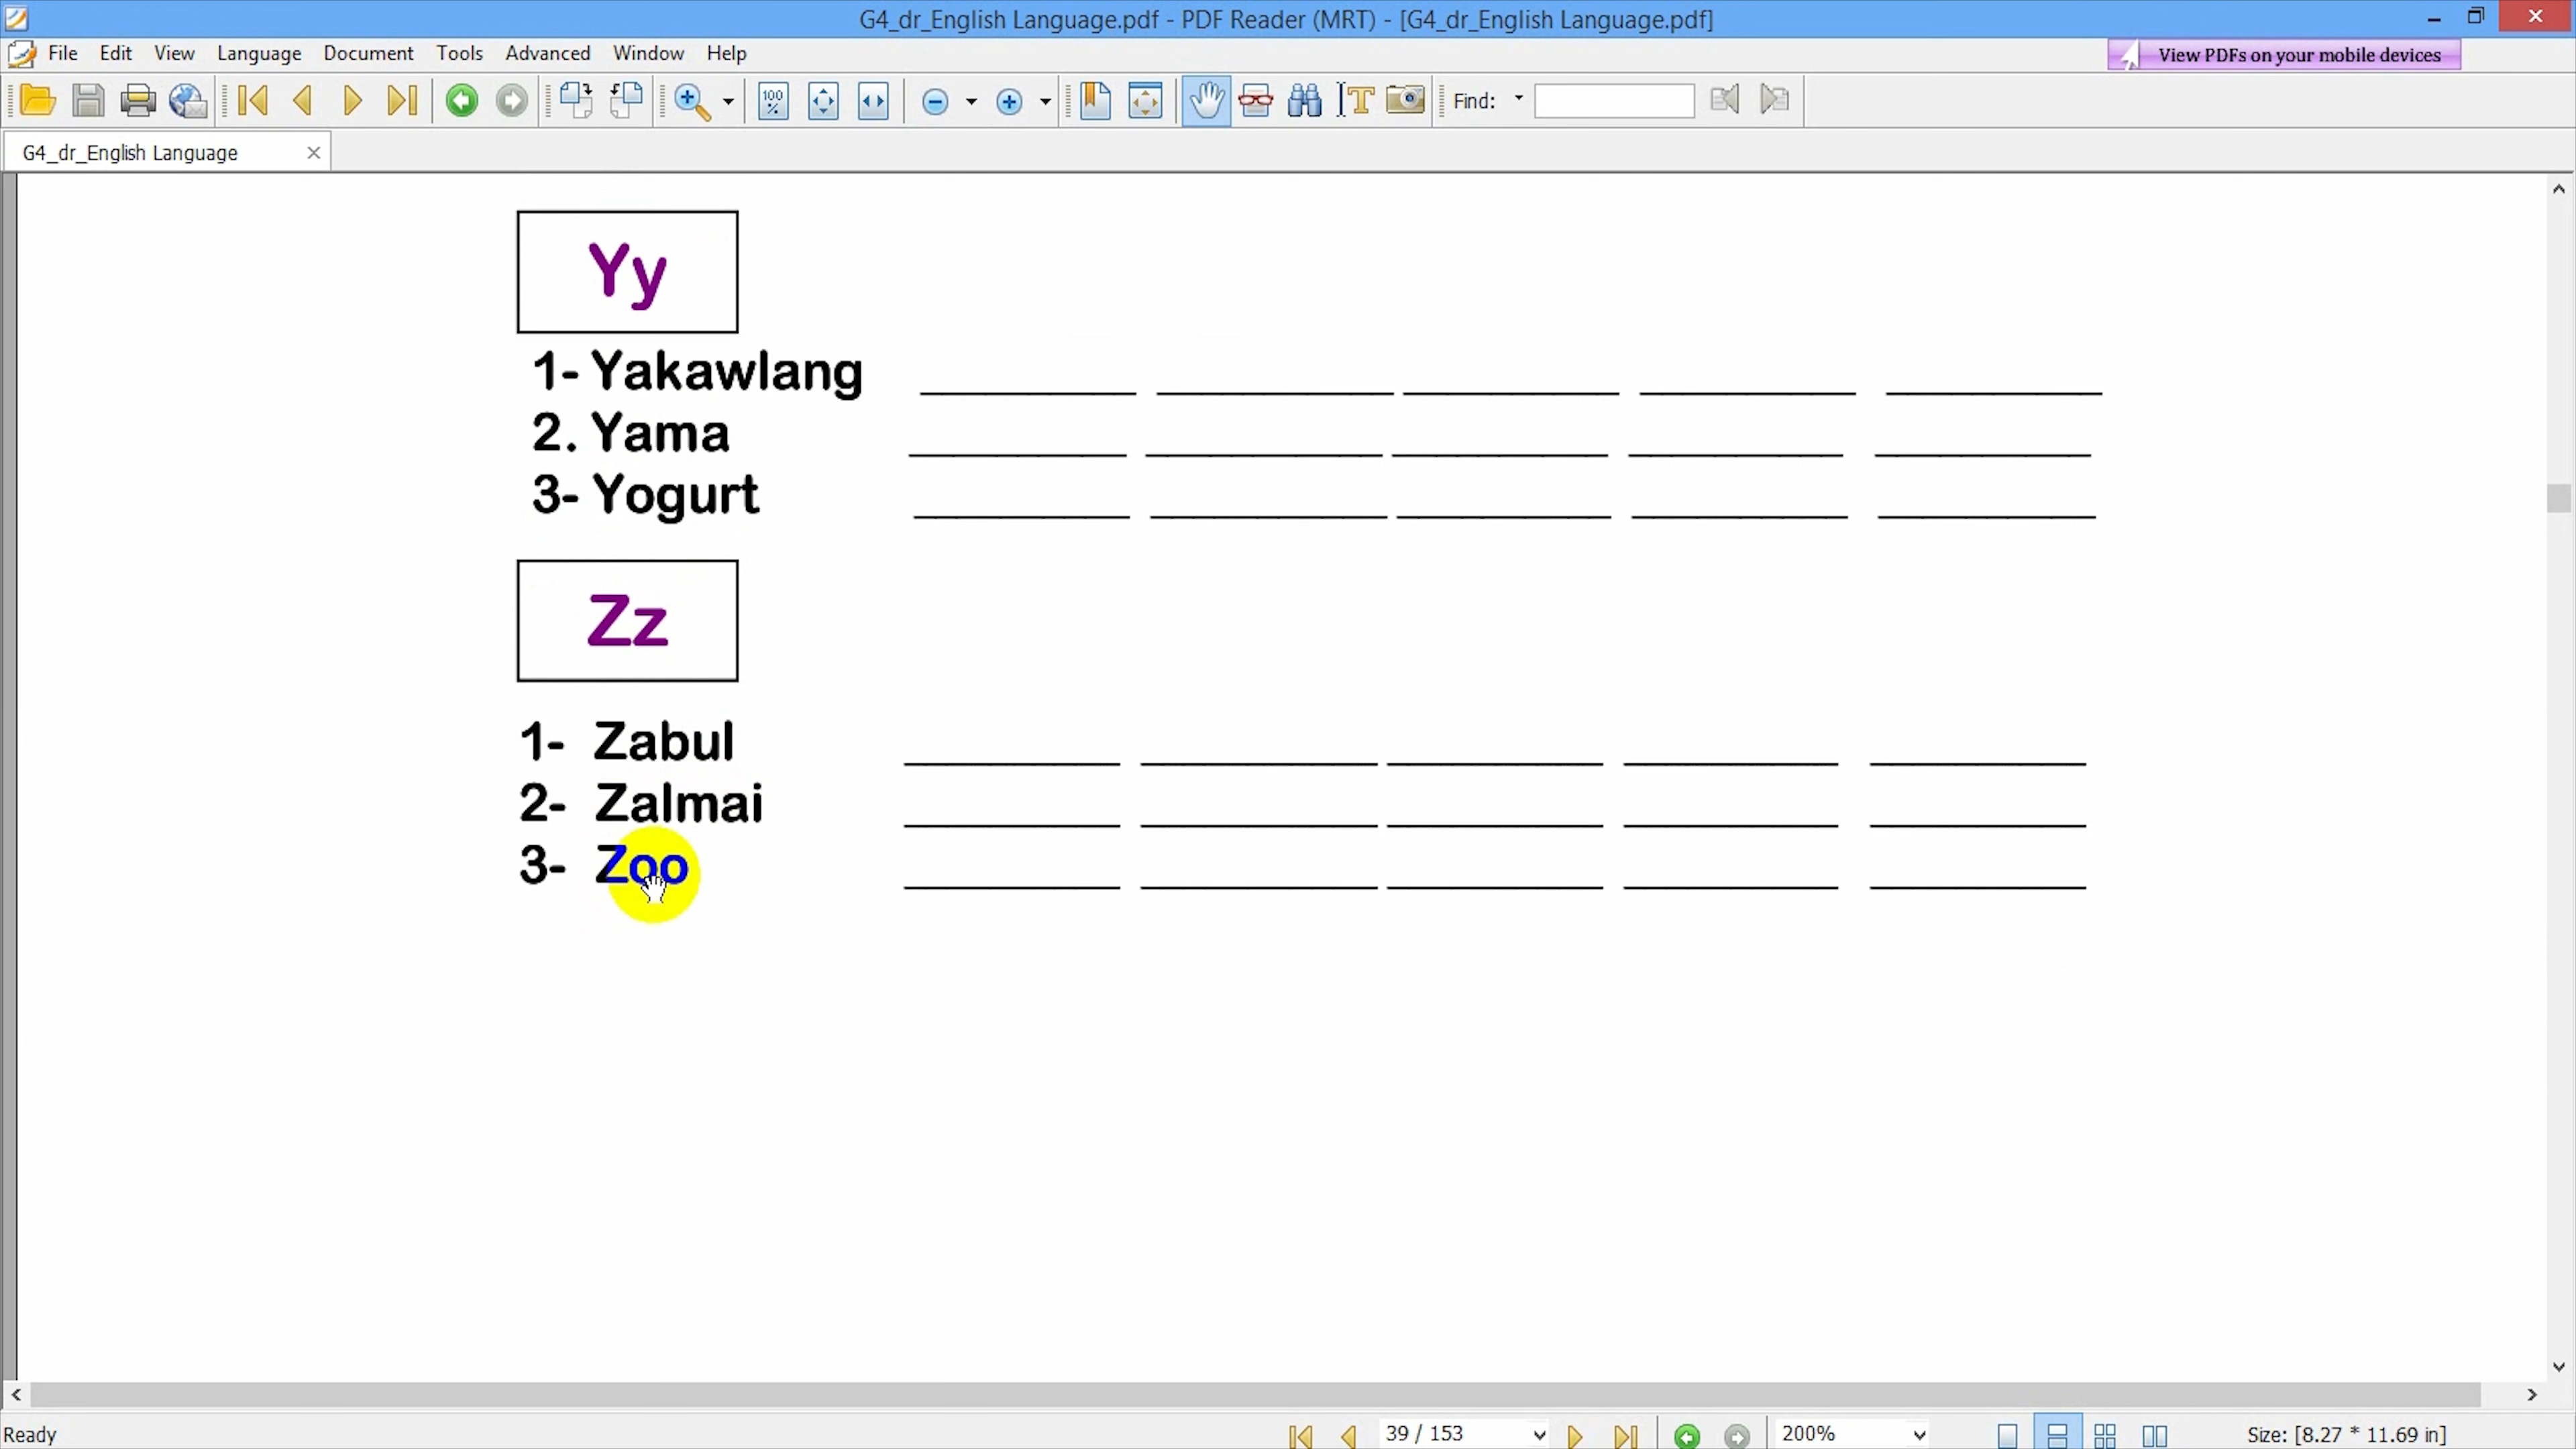 G4_dr_English Language.pdf - PDF Reader (MRT) - [G4_dr_English Language.pdf]
File Edit View Language Document Tools Advanced Window Help
View PDFs on your mobile devices
100 %
T
Find:
G4_dr_English Language
Yy
1- Yakawlang
2. Yama
3- Yogurt
Zz
1- Zabul
2- Zalmai
3- Zoo
Ready
39 / 153
200%
Size: [8.27 * 11.69 in]